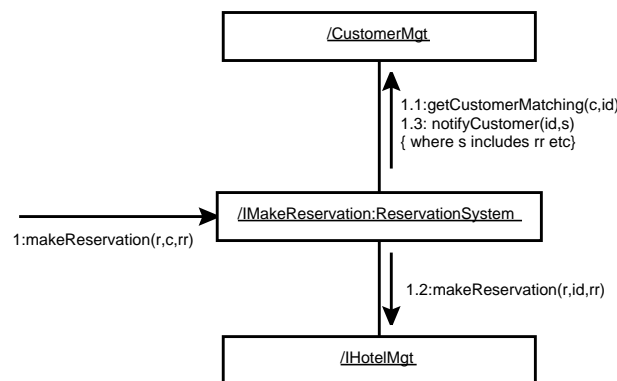 /CustomerMgt
1.1:getCustomerMatching(c,id)
1.3: notifyCustomer(id,s)
{ where s includes rr etc}
/IMakeReservation:ReservationSystem
1:makeReservation(r,c,rr)
1.2:makeReservation(r,id,rr)
/IHotelMgt